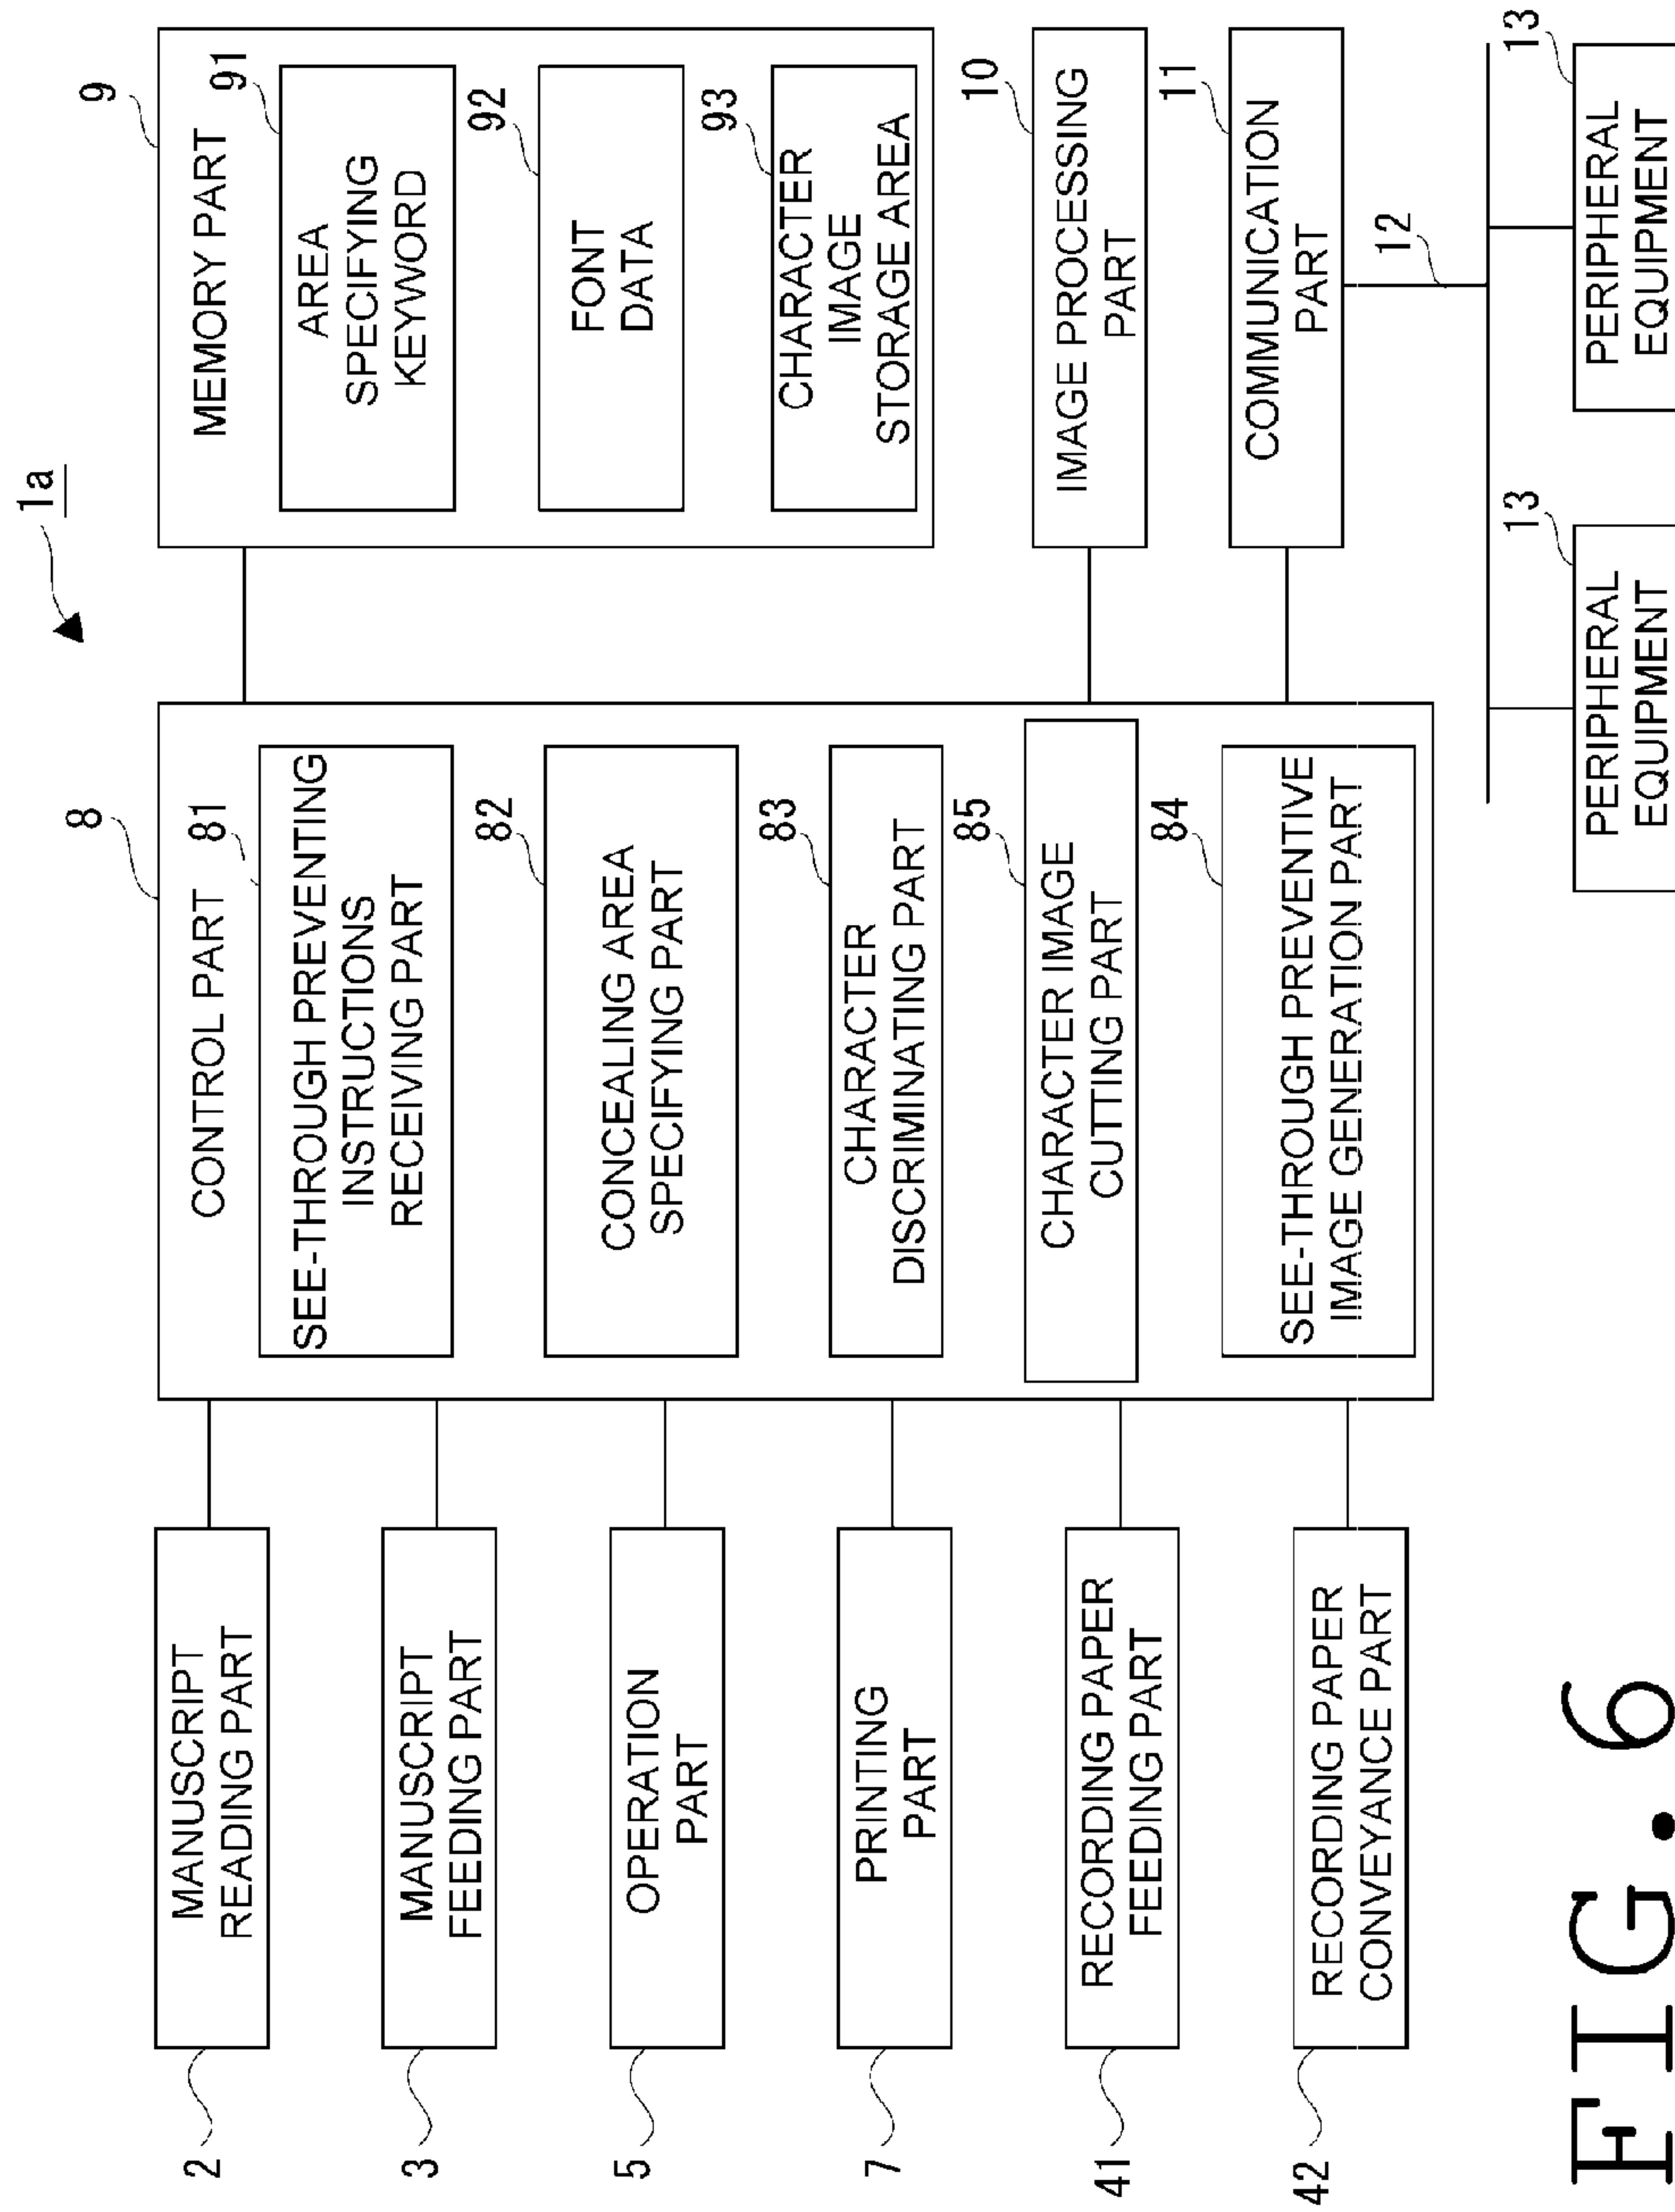 1a
2
MANUSCRIPT
READING PART
3
MANUSCRIPT
FEEDING PART
5
OPERATION
PART
7
PRINTING
PART
41
RECORDING PAPER
FEEDING PART
42
RECORDING PAPER
CONVEYANCE PART
8
CONTROL PART
81
SEE-THROUGH PREVENTING
INSTRUCTIONS
RECEIVING PART
82
CONCEALING AREA
SPECIFYING PART
83
CHARACTER
DISCRIMINATING PART
85
CHARACTER IMAGE
CUTTING PART
84
SEE-THROUGH PREVENTIVE
IMAGE GENERATION PART
9
MEMORY PART
91
AREA
SPECIFYING
KEYWORD
92
FONT
DATA
93
CHARACTER
IMAGE
STORAGE AREA
10
IMAGE PROCESSING
PART
11
COMMUNICATION
PART
12
13
PERIPHERAL
EQUIPMENT
13
PERIPHERAL
EQUIPMENT
FIG. 6